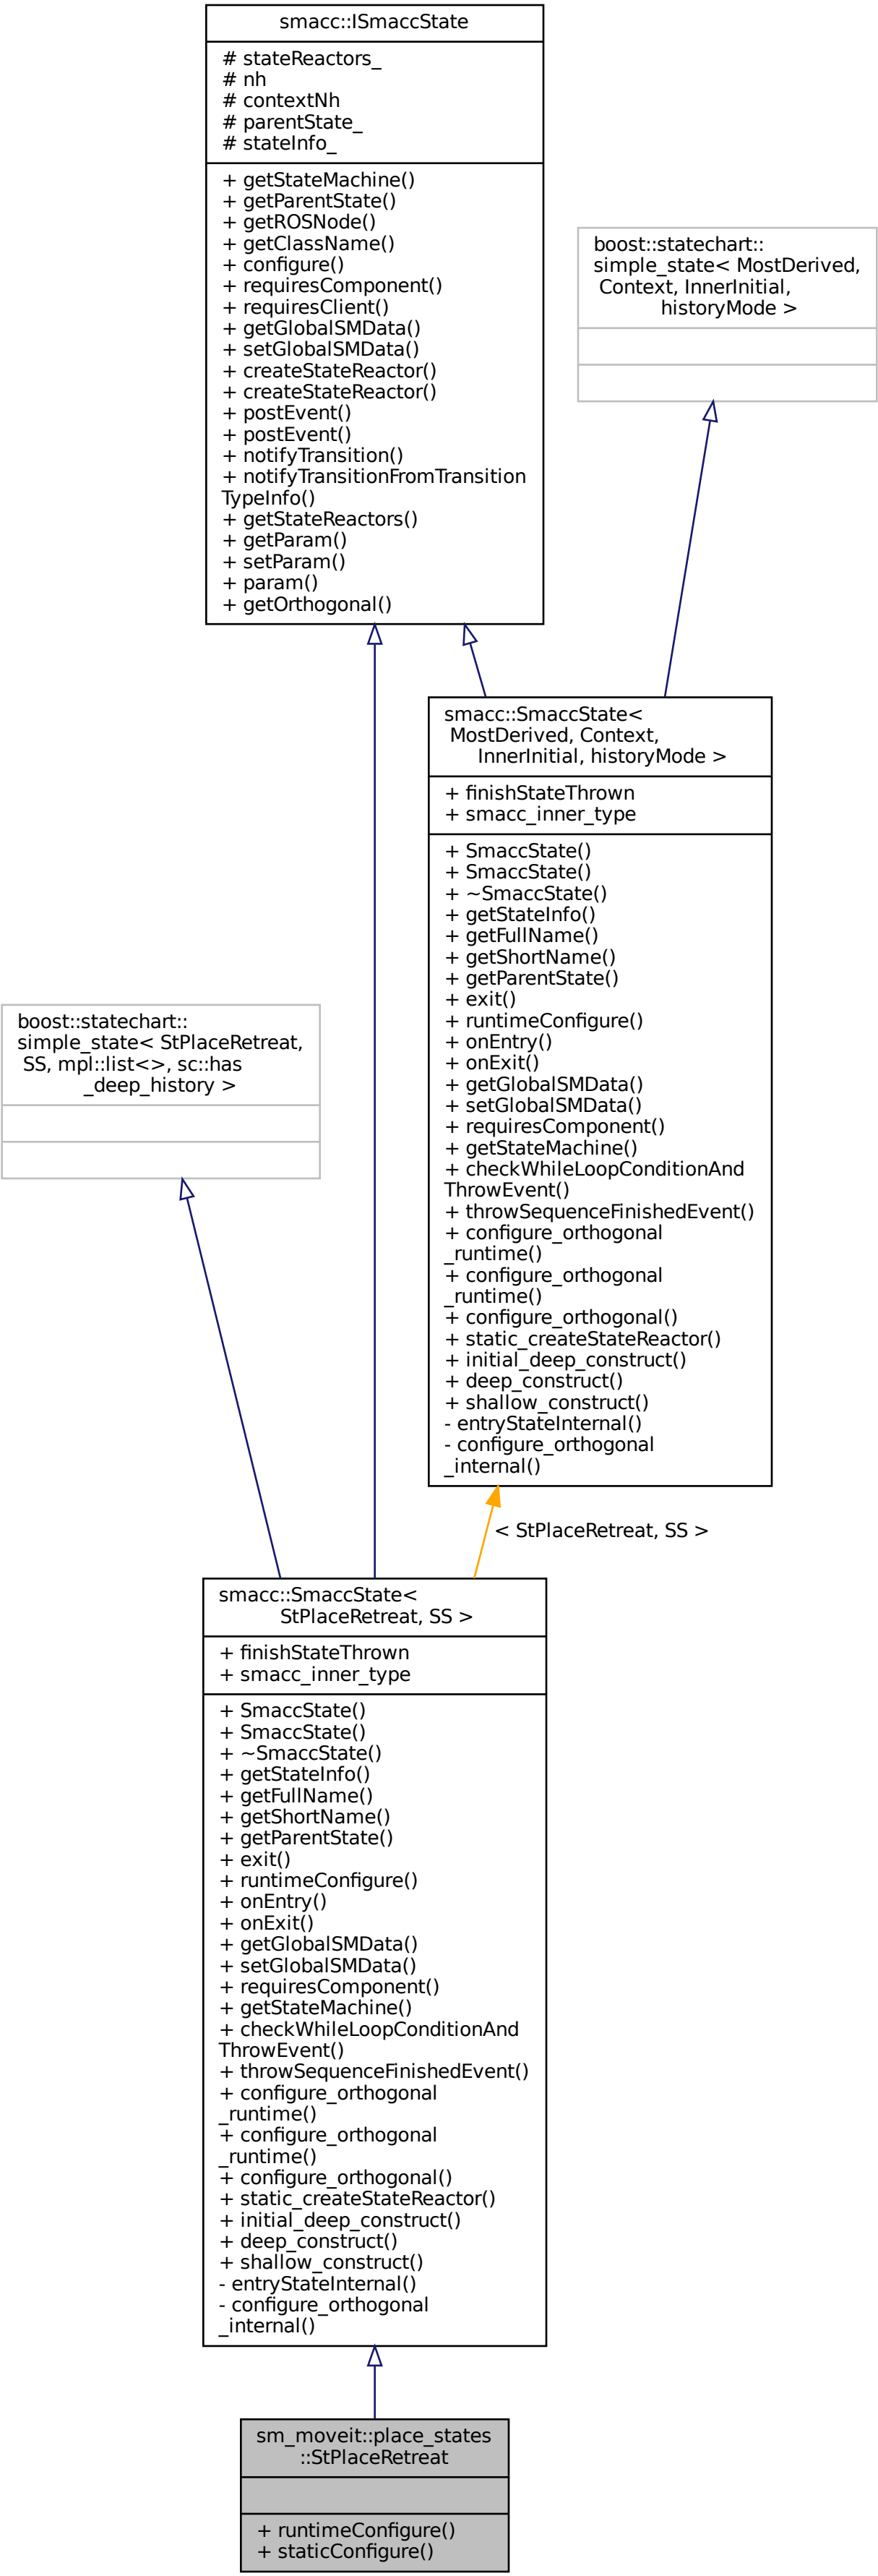 smacc::ISmaccState
# stateReactors_
# nh
# contextNh
# parentState_
# stateInfo_
+ getStateMachine()
+ getParentState()
+ getROSNode()
+ getClassName()
+ configure()
+ requiresComponent()
+ requiresClient()
+ getGlobalSMData()
+ setGlobalSMData()
+ createStateReactor()
+ createStateReactor()
+ postEvent()
+ postEvent()
+ notifyTransition()
+ notifyTransitionFromTransition
TypeInfo()
+ getStateReactors()
+ getParam()
+ setParam()
+ param()
+ getOrthogonal()
boost::statechart::
simple_state< MostDerived,
Context, InnerInitial,
historyMode >
smacc::SmaccState<
MostDerived, Context,
InnerInitial, historyMode >
+ finishStateThrown
+ smacc_inner_type
+ SmaccState()
+ SmaccState()
+ ~SmaccState()
+ getStateInfo()
+ getFullName()
+ getShortName()
+ getParentState()
+ exit()
+ runtimeConfigure()
+ onEntry()
+ onExit()
+ getGlobalSMData()
+ setGlobalSMData()
+ requiresComponent()
+ getStateMachine()
+ checkWhileLoopConditionAnd
ThrowEvent()
+ throwSequenceFinishedEvent()
+ configure_orthogonal
_runtime()
+ configure_orthogonal
_runtime()
+ configure_orthogonal()
+ static_createStateReactor()
+ initial_deep_construct()
+ deep_construct()
+ shallow_construct()
- entryStateInternal()
- configure_orthogonal
_internal()
boost::statechart::
simple_state< StPlaceRetreat,
SS, mpl::list<>, sc::has
_deep_history >
< StPlaceRetreat, SS >
smacc::SmaccState<
StPlaceRetreat, SS >
+ finishStateThrown
+ smacc_inner_type
+ SmaccState()
+ SmaccState()
+ ~SmaccState()
+ getStateInfo()
+ getFullName()
+ getShortName()
+ getParentState()
+ exit()
+ runtimeConfigure()
+ onEntry()
+ onExit()
+ getGlobalSMData()
+ setGlobalSMData()
+ requiresComponent()
+ getStateMachine()
+ checkWhileLoopConditionAnd
ThrowEvent()
+ throwSequenceFinishedEvent()
+ configure_orthogonal
_runtime()
+ configure_orthogonal
_runtime()
+ configure_orthogonal()
+ static_createStateReactor()
+ initial_deep_construct()
+ deep_construct()
+ shallow_construct()
- entryStateInternal()
- configure_orthogonal
_internal()
sm_moveit::place_states
::StPlaceRetreat
+ runtimeConfigure()
+ staticConfigure()